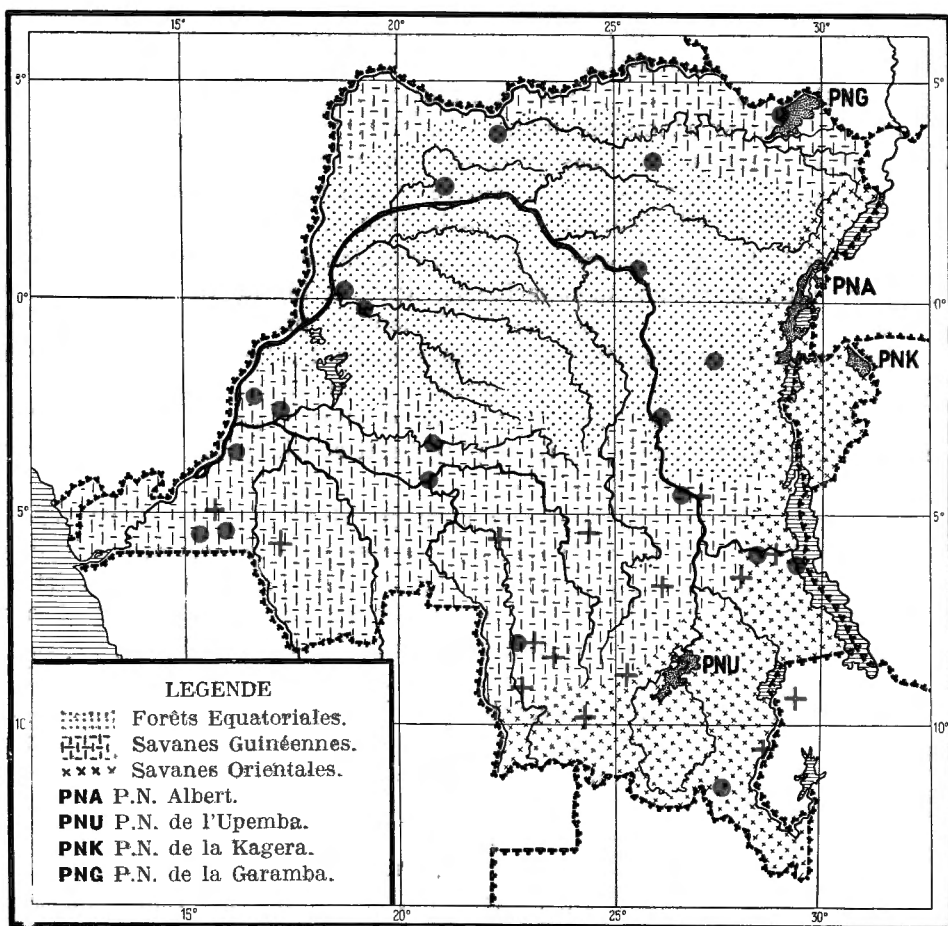 15° 20° 25° 30°
5° 5°
PNG
0° 0°
PNA
PNK
5° 5°
PNU
LEGENDE
Forêts Equatoriales.
Savanes Guinéennes.
Savanes Orientales.
PNA P.N. Albert.
PNU P.N. de l'Upemba.
PNK P.N. de la Kagera.
PNG P.N. de la Garamba.
10 10°
15° 20° 25° 30°